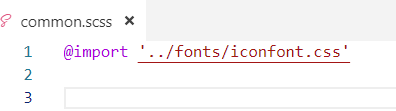 common.scss
1 @import '../fonts/iconfont.css'
2
3